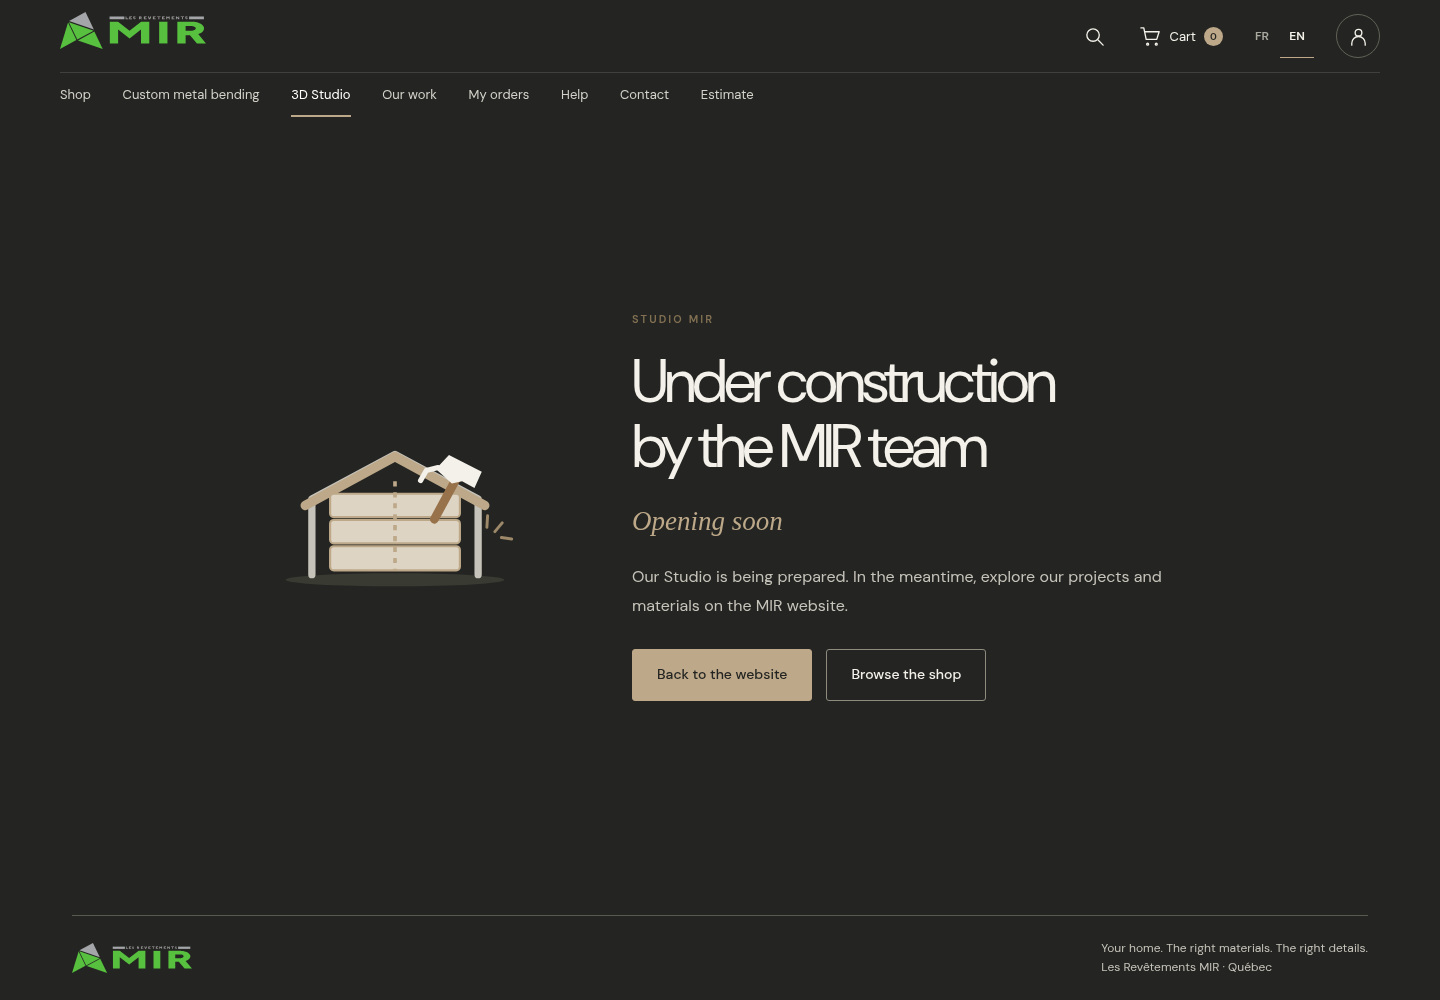 LES REVÊTEMENTS
MIR
Cart 0
FR EN
Shop Custom metal bending 3D Studio Our work My orders Help Contact Estimate
STUDIO MIR
Under construction
by the MIR team
Opening soon
Our Studio is being prepared. In the meantime, explore our projects and
materials on the MIR website.
Back to the website Browse the shop
LES REVÊTEMENTS
MIR
Your home. The right materials. The right details.
Les Revêtements MIR · Québec